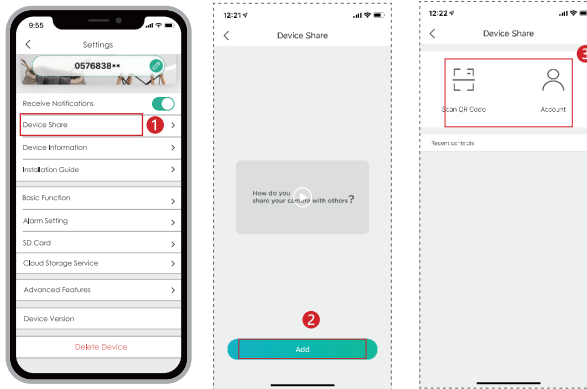 9:55
Settings
0576838**
Receive Notifications
Device Share
1
Device Information
Installation Guide
Basic Function
Alarm Setting
SD Card
Cloud Storage Service
Advanced Features
Device Version
Delete Device
12:21
Device Share
How do you
share your camera with others ?
2
Add
12:22
Device Share
3
Scan QR Code
Account
Recent contacts